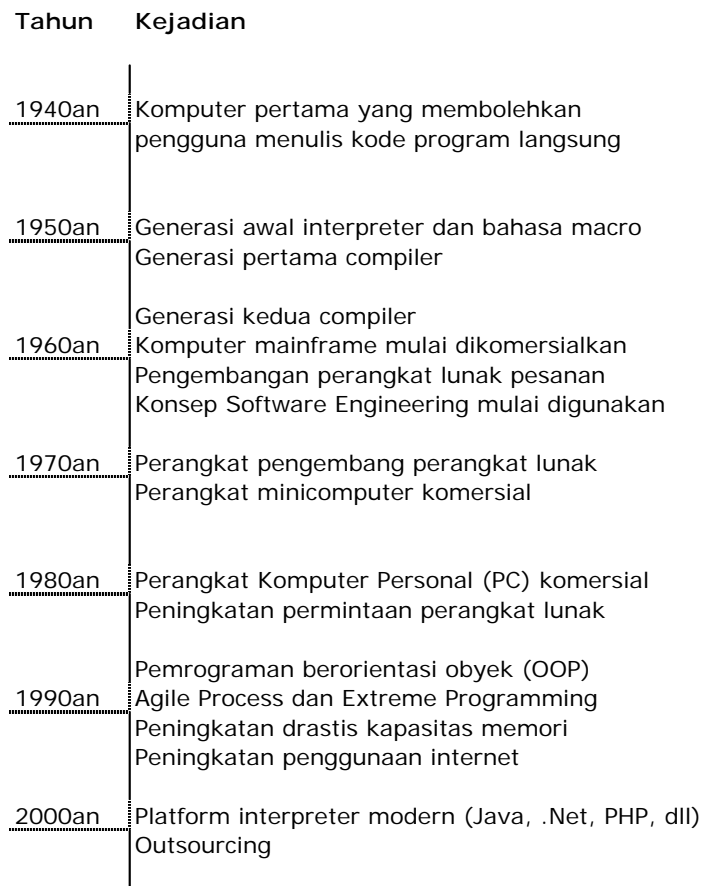 Tahun Kejadian
1940an Komputer pertama yang membolehkan
pengguna menulis kode program langsung
1950an Generasi awal interpreter dan bahasa macro
Generasi pertama compiler
Generasi kedua compiler
1960an Komputer mainframe mulai dikomersialkan
Pengembangan perangkat lunak pesanan
Konsep Software Engineering mulai digunakan
1970an Perangkat pengembang perangkat lunak
Perangkat minicomputer komersial
1980an Perangkat Komputer Personal (PC) komersial
Peningkatan permintaan perangkat lunak
Pemrograman berorientasi obyek (OOP)
1990an Agile Process dan Extreme Programming
Peningkatan drastis kapasitas memori
Peningkatan penggunaan internet
2000an Platform interpreter modern (Java, .Net, PHP, dll)
Outsourcing